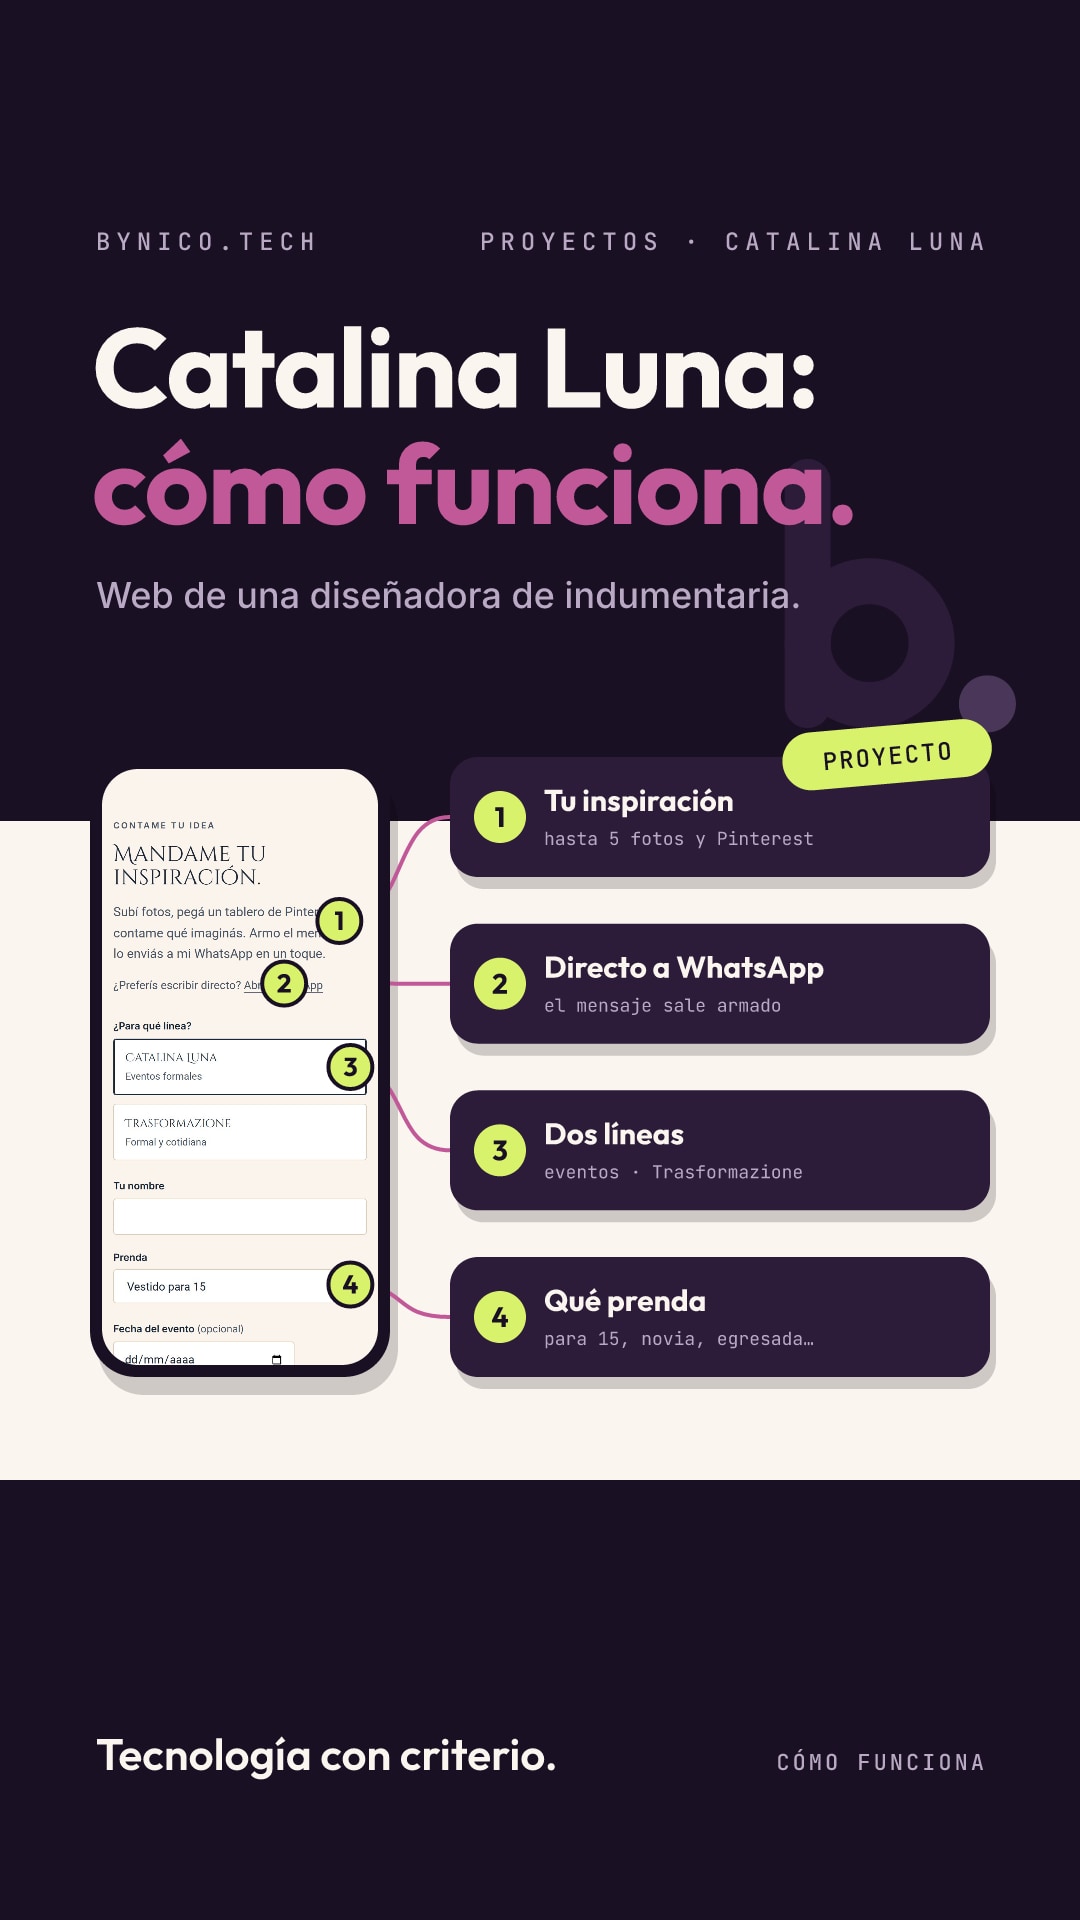 BYNICO.TECH
PROYECTOS · CATALINA LUNA
Catalina Luna:
cómo funciona.
Web de una diseñadora de indumentaria.
b.
PROYECTO
CONTAME TU IDEA
MANDAME TU
INSPIRACIÓN.
Subí fotos, pegá un tablero de
contame qué imaginás. Armo el
lo enviás a mi WhatsApp en un toque.
¿Preferís escribir directo?
¿Para qué línea?
CATALINA LUNA
Eventos formales
TRASFORMAZIONE
Formal y cotidiana
Tu nombre
Prenda
Vestido para 15
Fecha del evento (opcional)
dd/mm/aaaa
1
2
3
4
1
Tu inspiración
hasta 5 fotos y Pinterest
2
Directo a WhatsApp
el mensaje sale armado
3
Dos líneas
eventos · Trasformazione
4
Qué prenda
para 15, novia, egresada…
Tecnología con criterio.
CÓMO FUNCIONA